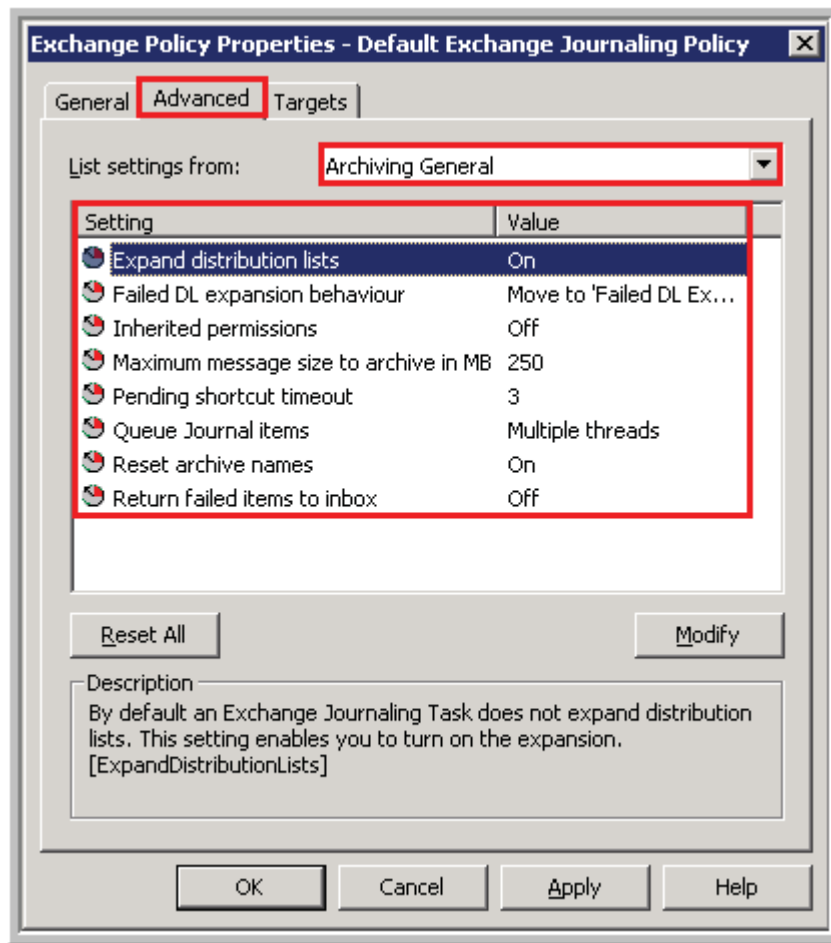 Exchange Policy Properties - Default Exchange Journaling Policy
General Advanced Targets
List settings from: Archiving General
Setting Value
Expand distribution lists On
Failed DL expansion behaviour Move to 'Failed DL Ex...
Inherited permissions Off
Maximum message size to archive in MB 250
Pending shortcut timeout 3
Queue Journal items Multiple threads
Reset archive names On
Return failed items to inbox Off
Reset All Modify
Description
By default an Exchange Journaling Task does not expand distribution
lists. This setting enables you to turn on the expansion.
[ExpandDistributionLists]
OK Cancel Apply Help